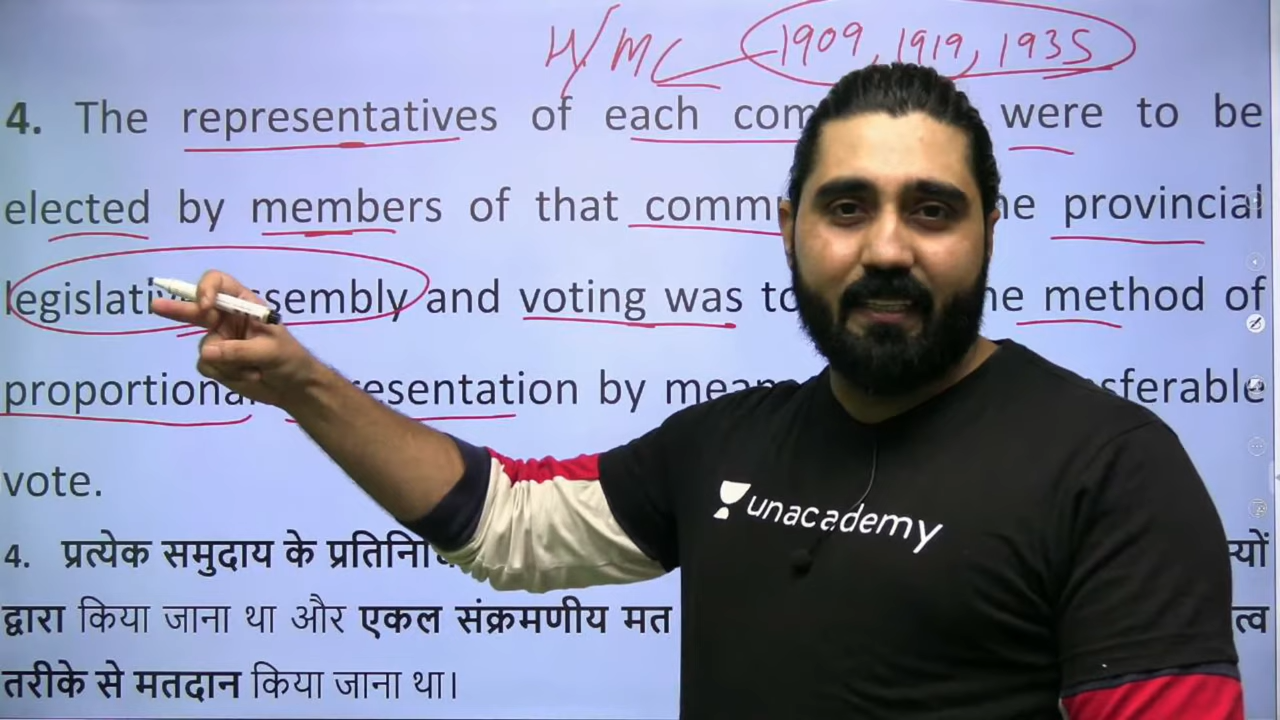 H/MC 1909, 1919, 1935
4. The representatives of each com were to be
elected by members of that comm he provincial
legislati ssembly and voting was to he method of
proportiona presentation by mea sferable
vote.
4. प्रत्येक समुदाय के प्रतिनि यों
द्वारा किया जाना था और एकल संक्रमणीय मत त्व
तरीके से मतदान किया जाना था।
unacademy